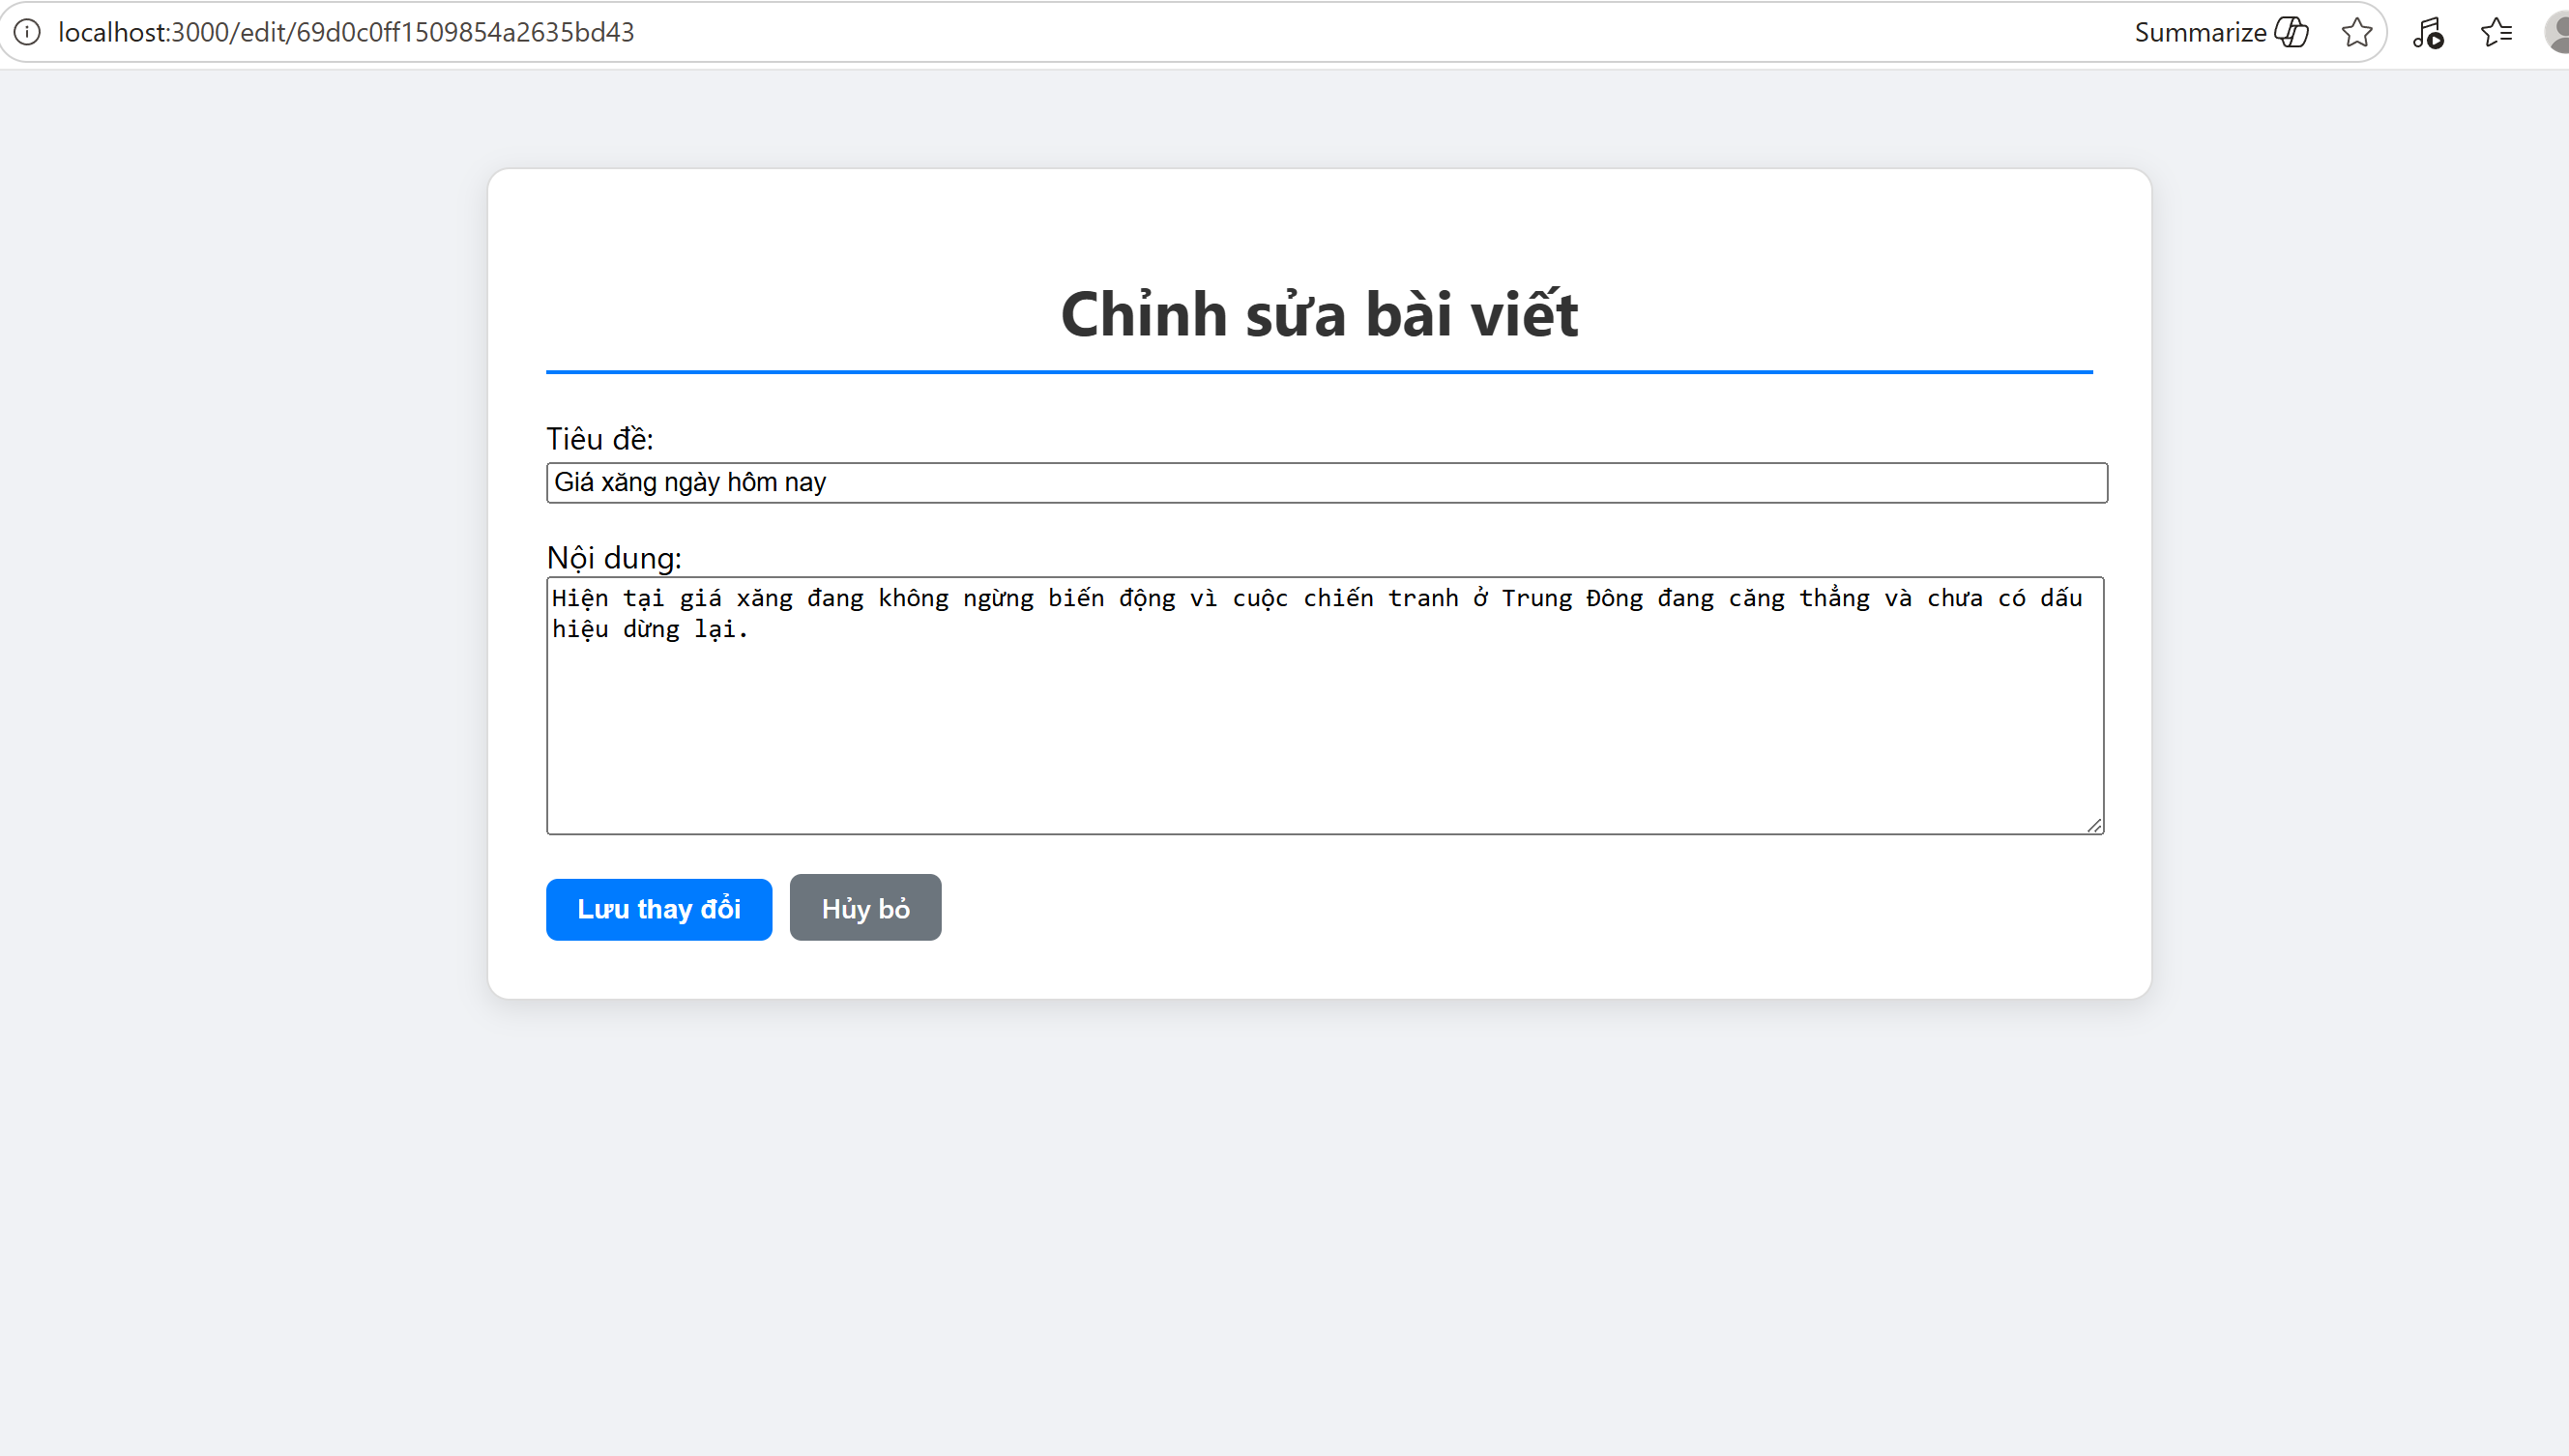 localhost:3000/edit/69d0c0ff1509854a2635bd43
Summarize
Chỉnh sửa bài viết
Tiêu đề:
Giá xăng ngày hôm nay
Nội dung:
Hiện tại giá xăng đang không ngừng biến động vì cuộc chiến tranh ở Trung Đông đang căng thẳng và chưa có dấu
hiệu dừng lại.
Lưu thay đổi
Hủy bỏ